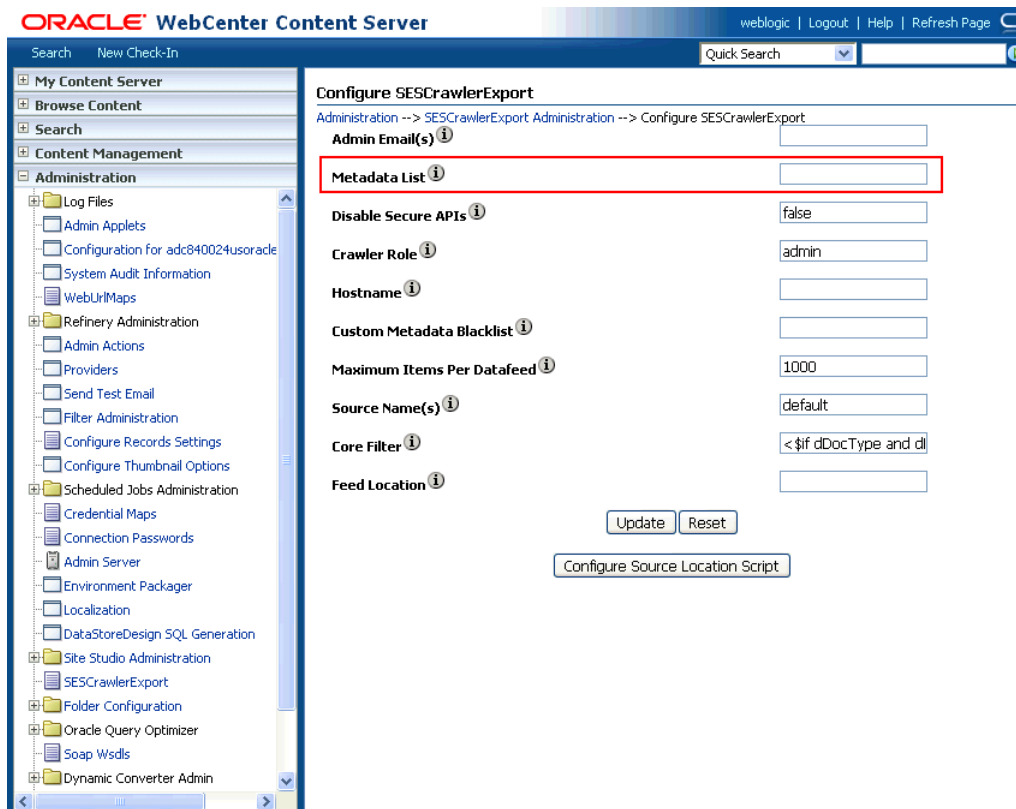 ORACLE® WebCenter Content Server
weblogic | Logout | Help | Refresh Page
Search New Check-In
Quick Search
My Content Server
Browse Content
Search
Content Management
Administration
Log Files
Admin Applets
Configuration for adc840024usoracle
System Audit Information
WebUrlMaps
Refinery Administration
Admin Actions
Providers
Send Test Email
Filter Administration
Configure Records Settings
Configure Thumbnail Options
Scheduled Jobs Administration
Credential Maps
Connection Passwords
Admin Server
Environment Packager
Localization
DataStoreDesign SQL Generation
Site Studio Administration
SESCrawlerExport
Folder Configuration
Oracle Query Optimizer
Soap Wsdls
Dynamic Converter Admin
Configure SESCrawlerExport
Administration --> SESCrawlerExport Administration --> Configure SESCrawlerExport
Admin Email(s)
Metadata List
Disable Secure APIs false
Crawler Role admin
Hostname
Custom Metadata Blacklist
Maximum Items Per Datafeed 1000
Source Name(s) default
Core Filter <$if dDocType and dI
Feed Location
Update Reset
Configure Source Location Script